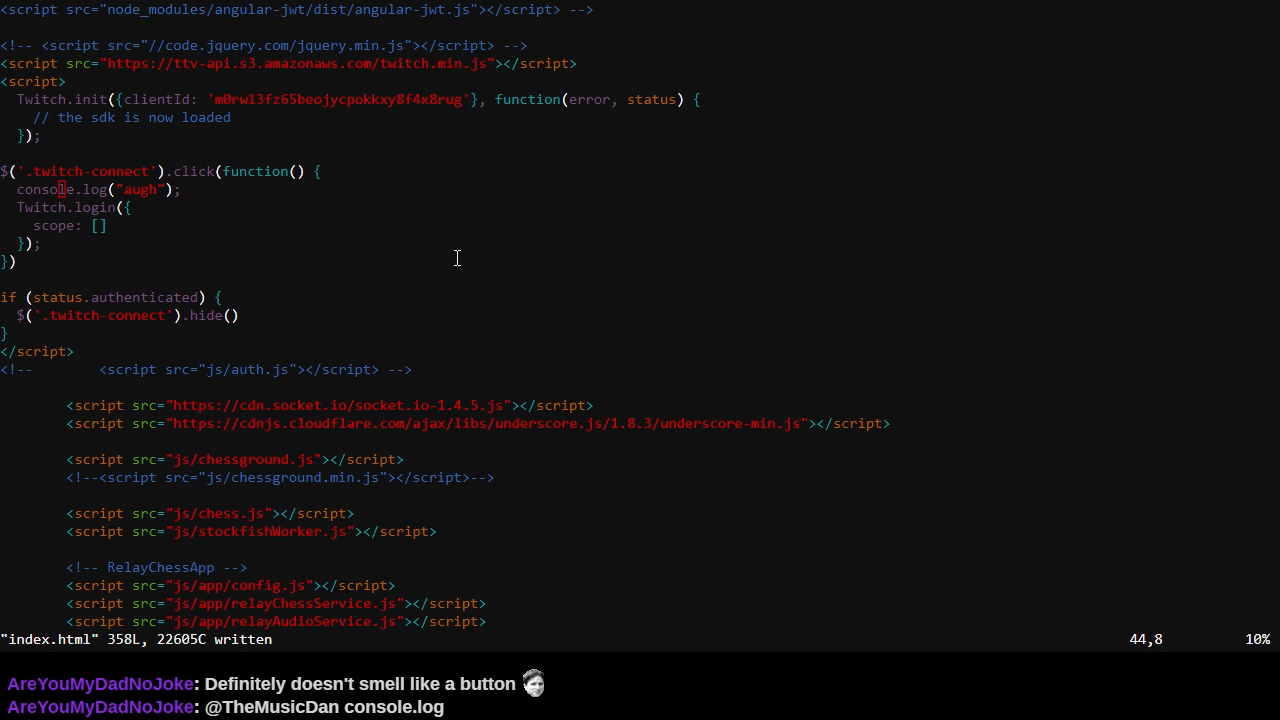 <script src="node_modules/angular-jwt/dist/angular-jwt.js"></script> -->
<!-- <script src="//code.jquery.com/jquery.min.js"></script> -->
<script src="https://ttv-api.s3.amazonaws.com/twitch.min.js"></script>
<script>
Twitch.init({clientId: 'm0rw13fz65beojycpokkxy8f4x8rug'}, function(error, status) {
// the sdk is now loaded
});
$('.twitch-connect').click(function() {
console.log("augh");
Twitch.login({
scope: []
});
})
if (status.authenticated) {
$('.twitch-connect').hide()
}
</script>
<!-- <script src="js/auth.js"></script> -->
<script src="https://cdn.socket.io/socket.io-1.4.5.js"></script>
<script src="https://cdnjs.cloudflare.com/ajax/libs/underscore.js/1.8.3/underscore-min.js"></script>
<script src="js/chessground.js"></script>
<!--<script src="js/chessground.min.js"></script>-->
<script src="js/chess.js"></script>
<script src="js/stockfishWorker.js"></script>
<!-- RelayChessApp -->
<script src="js/app/config.js"></script>
<script src="js/app/relayChessService.js"></script>
<script src="js/app/relayAudioService.js"></script>
"index.html" 358L, 22605C written 44,8 10%
AreYouMyDadNoJoke: Definitely doesn't smell like a button
AreYouMyDadNoJoke: @TheMusicDan console.log